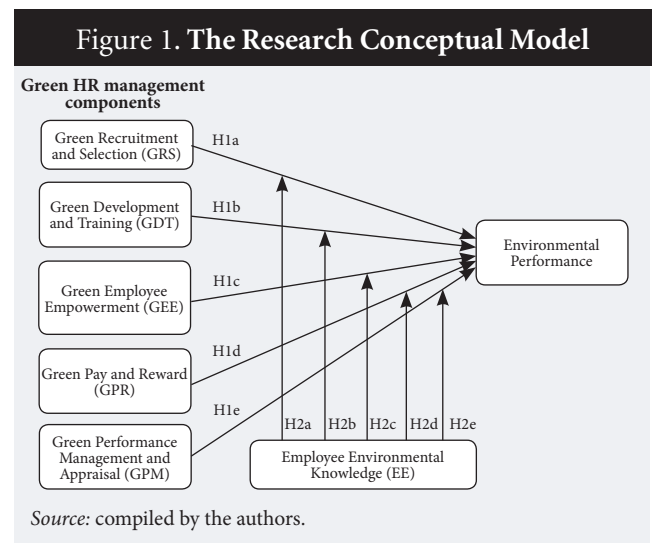 Figure 1. The Research Conceptual Model
Green HR management
components
Green Recruitment
and Selection (GRS)
H1a
Green Development
and Training (GDT)
H1b
Green Employee
Empowerment (GEE)
H1c
Green Pay and Reward
(GPR)
H1d
Green Performance
Management and
Appraisal (GPM)
H1e
Environmental
Performance
H2a
H2b
H2c
H2d
H2e
Employee Environmental
Knowledge (EE)
Source: compiled by the authors.